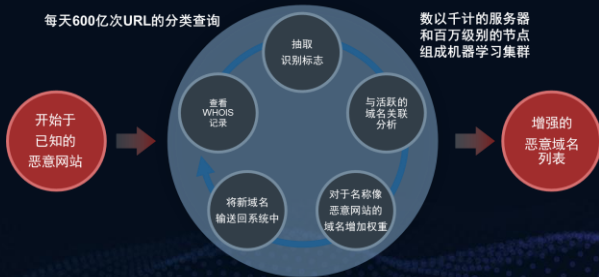 每天600亿次URL的分类查询
数以千计的服务器
和百万级别的节点
组成机器学习集群
开始于
已知的
恶意网站
抽取
识别标志
查看
WHOIS
记录
与活跃的
域名关联
分析
将新域名
输送回系统中
对于名称像
恶意网站的
域名增加权重
增强的
恶意域名
列表